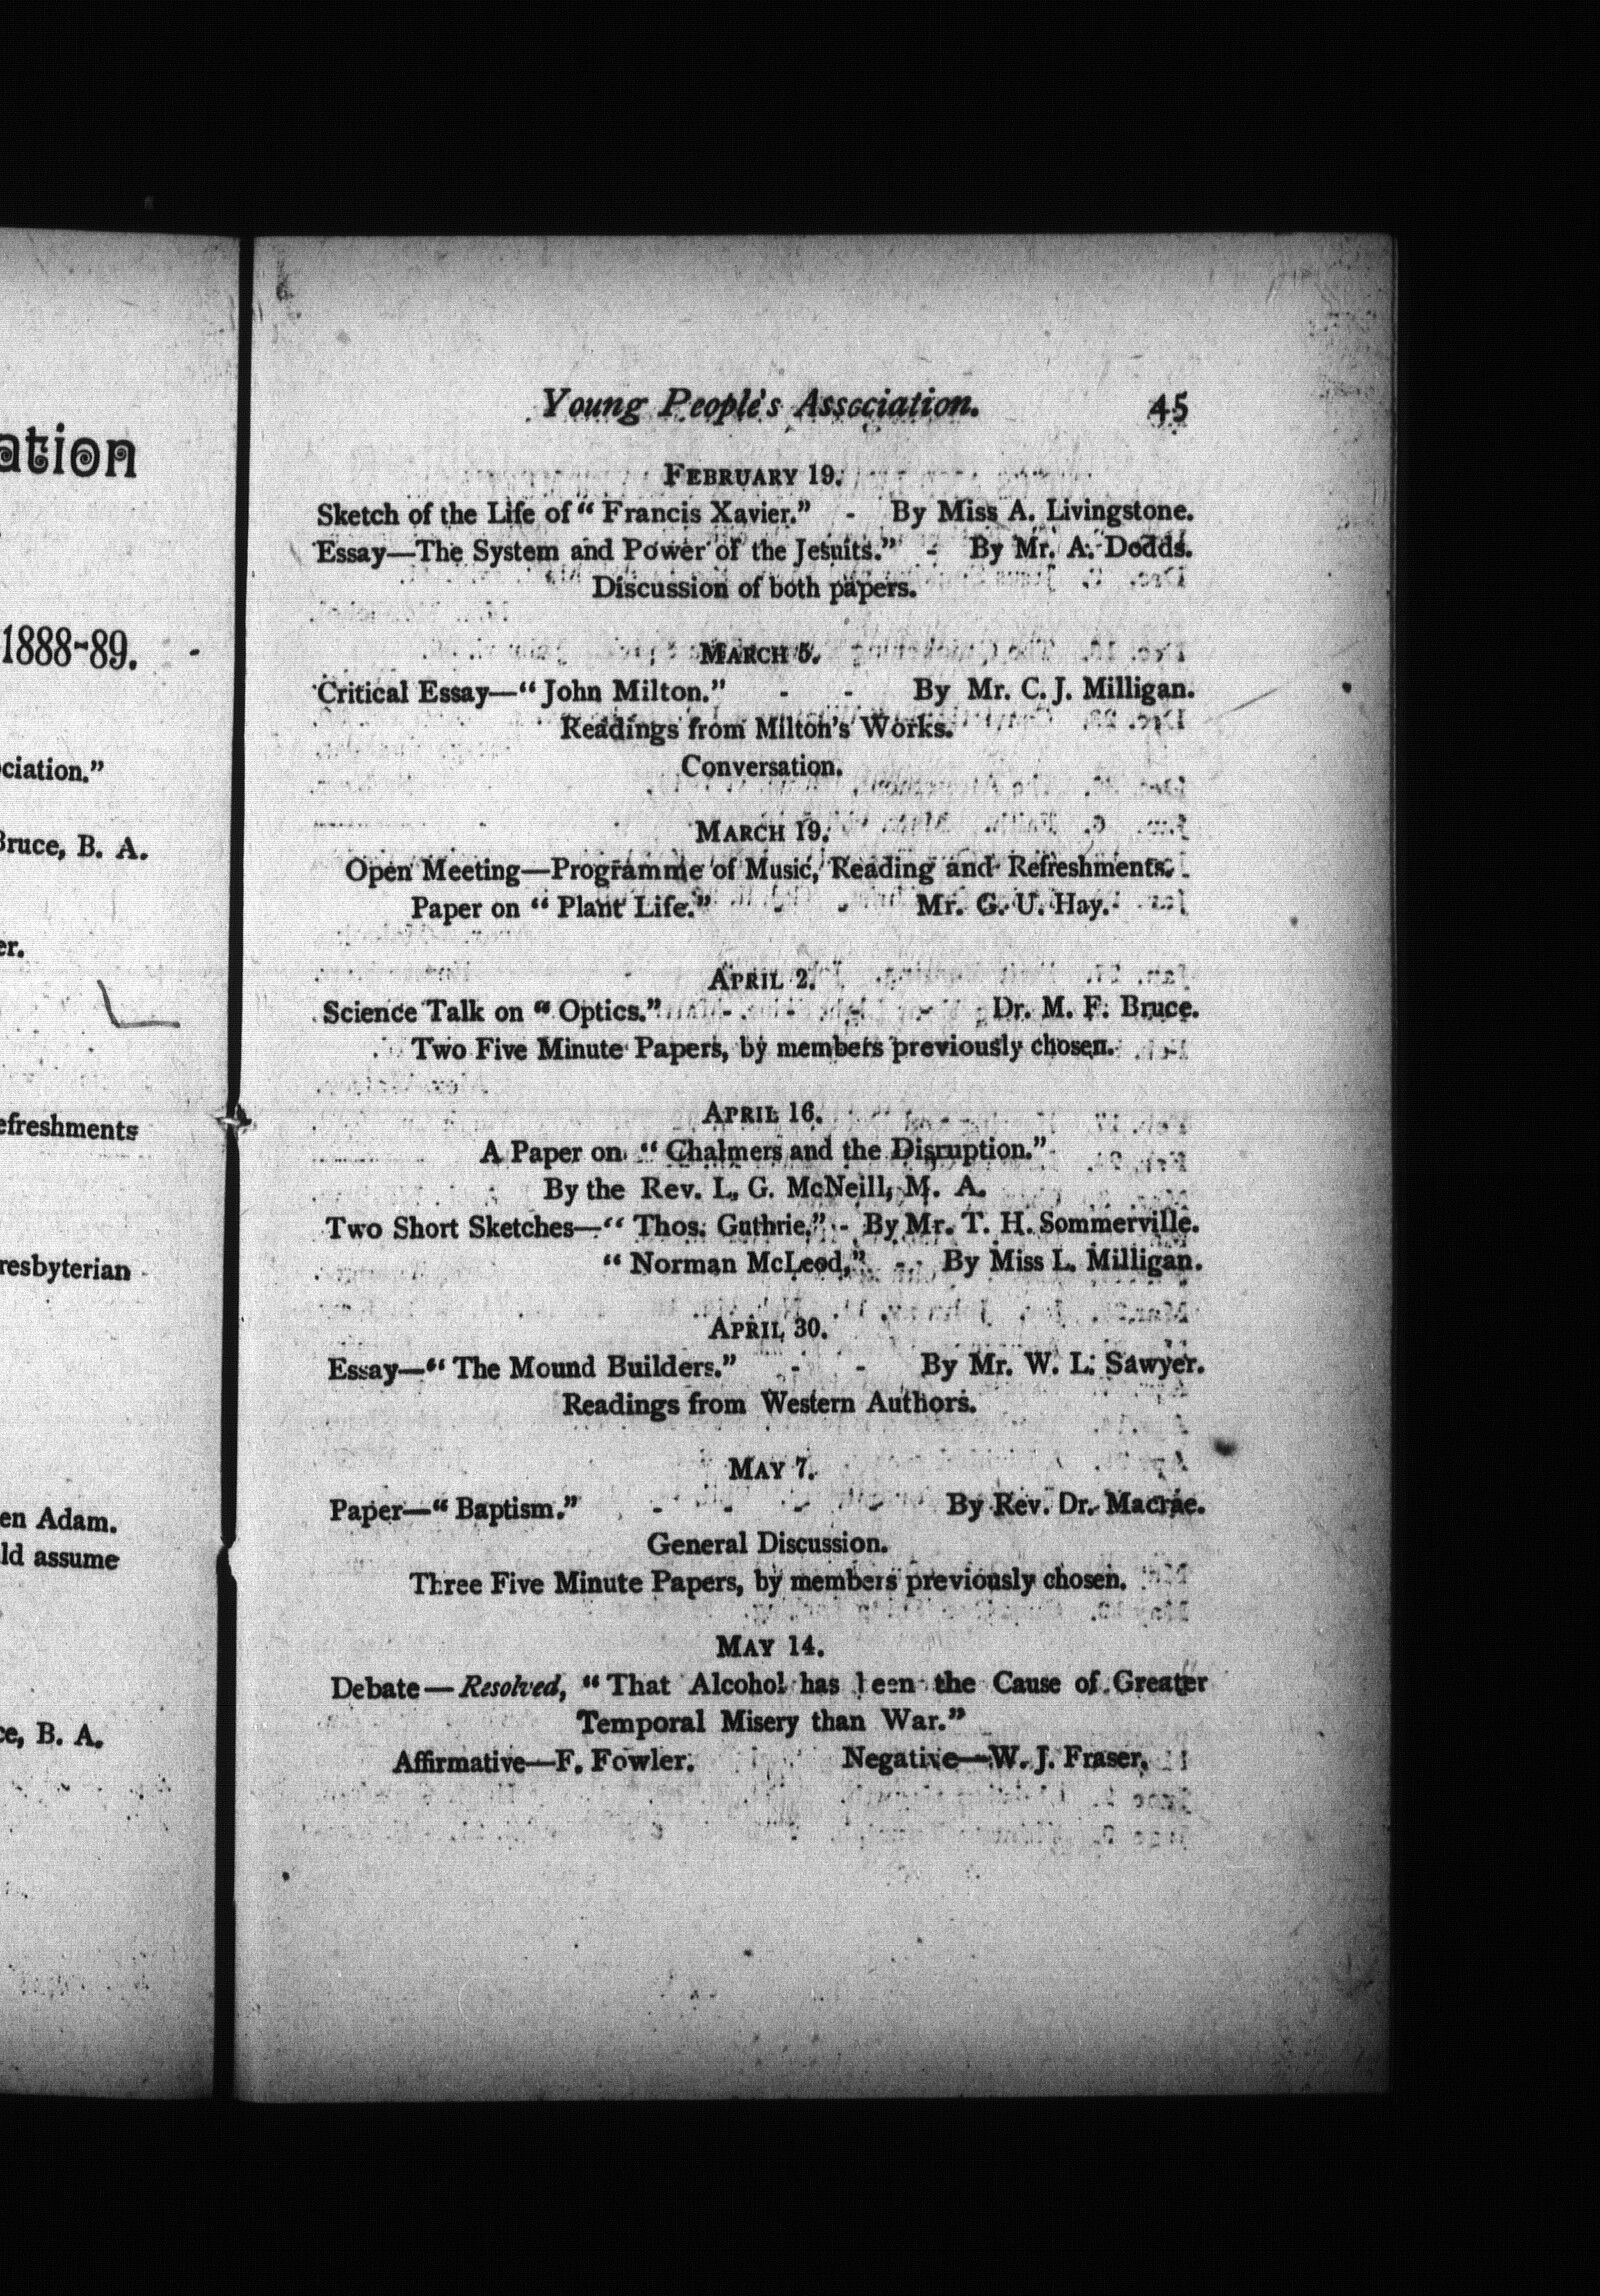 ation
1888-89.
ciation."
Bruce, B. A.
er.
efreshments
resbyterian
en Adam.
ld assume
ce, B. A.
Young People's Association. 45
FEBRUARY 19.
Sketch of the Life of "Francis Xavier." - By Miss A. Livingstone.
Essay—The System and Power of the Jesuits." - By Mr. A. Dodds.
Discussion of both papers.
MARCH 5.
Critical Essay—"John Milton." - - By Mr. C. J. Milligan.
Readings from Milton's Works.
Conversation.
MARCH 19.
Open Meeting—Programme of Music, Reading and Refreshments.
Paper on "Plant Life." - - Mr. G. U. Hay.
APRIL 2.
Science Talk on "Optics." - - - - Dr. M. F. Bruce.
Two Five Minute Papers, by members previously chosen.
APRIL 16.
A Paper on "Chalmers and the Disruption."
By the Rev. L. G. McNeill, M. A.
Two Short Sketches—"Thos. Guthrie," - By Mr. T. H. Sommerville.
"Norman McLeod," - - By Miss L. Milligan.
APRIL 30.
Essay—"The Mound Builders." - - By Mr. W. L. Sawyer.
Readings from Western Authors.
MAY 7.
Paper—"Baptism." - - - - By Rev. Dr. Macrae.
General Discussion.
Three Five Minute Papers, by members previously chosen.
MAY 14.
Debate—Resolved, "That Alcohol has been the Cause of Greater
Temporal Misery than War."
Affirmative—F. Fowler. Negative—W. J. Fraser.